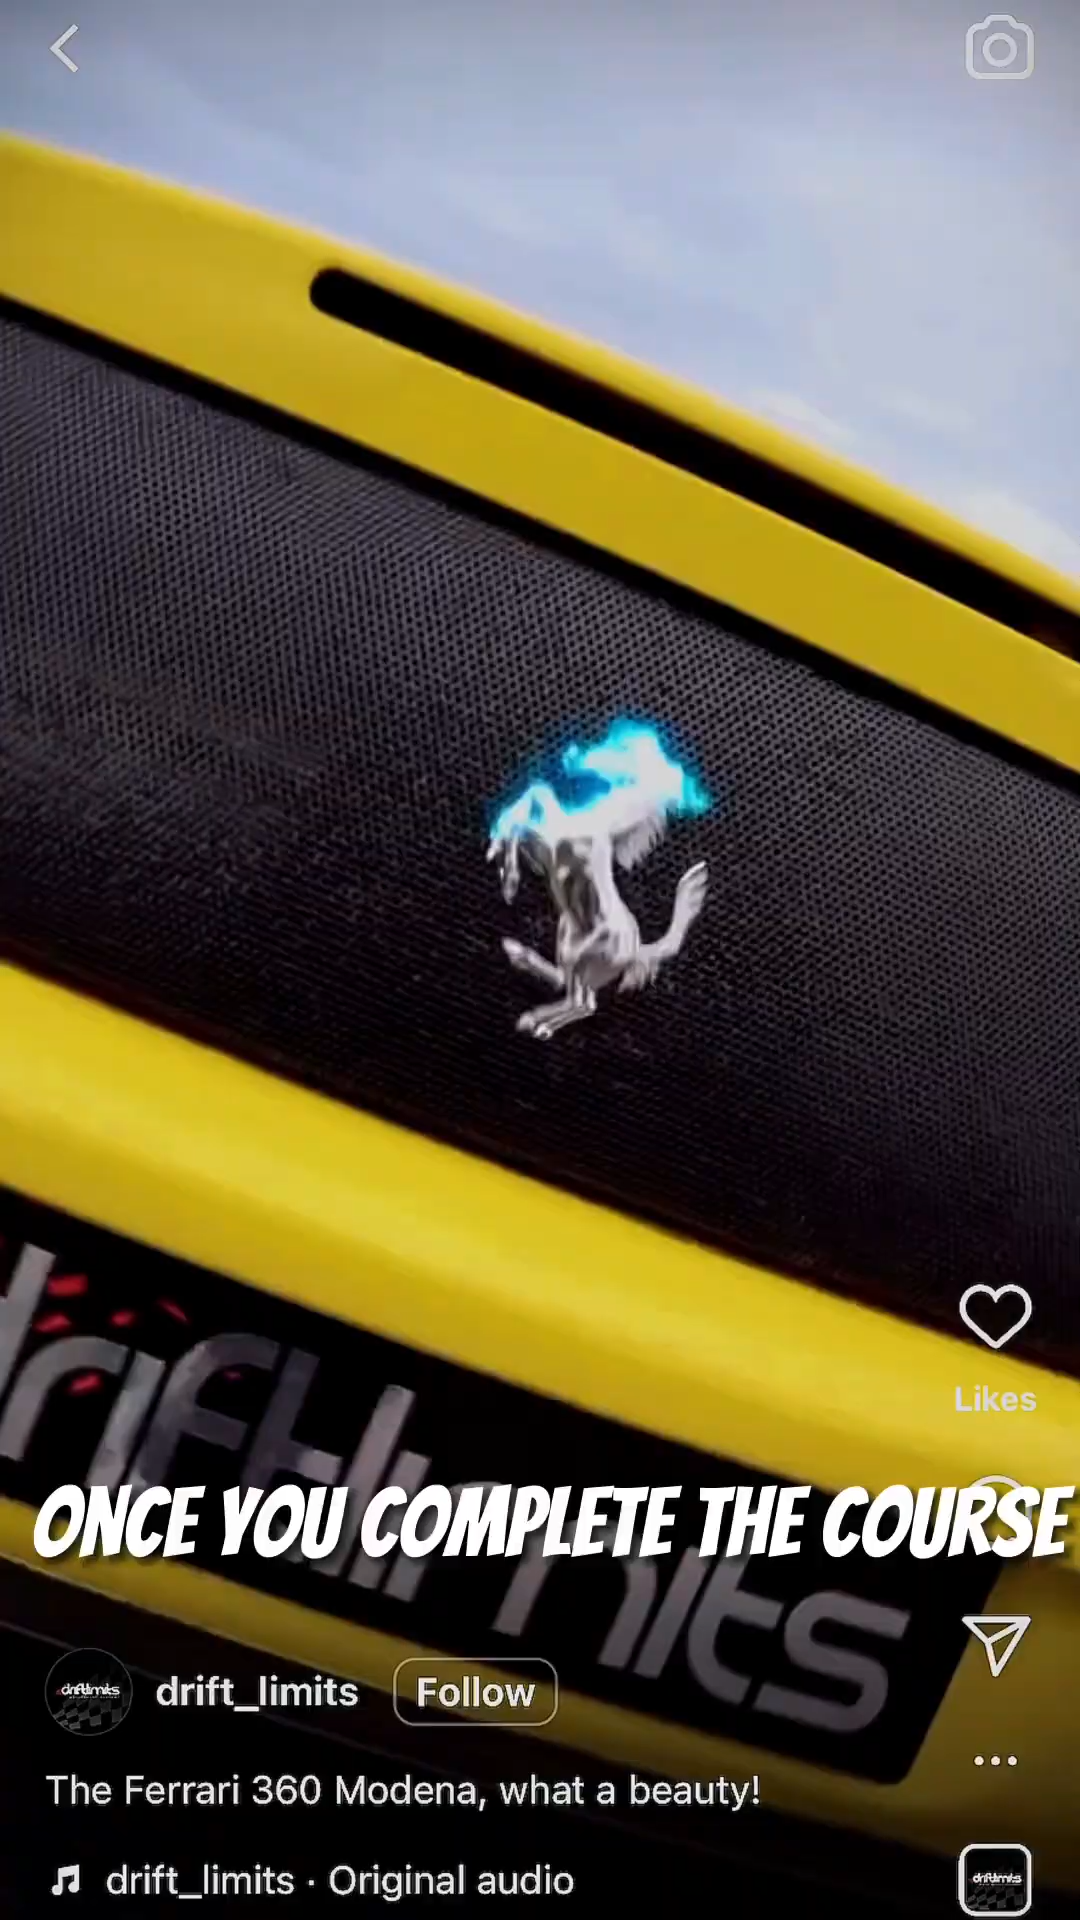 driftlimits
ONCE YOU COMPLETE THE COURSE
Likes
driftlimits
drift_limits
Follow
The Ferrari 360 Modena, what a beauty!
drift_limits · Original audio
driftlimits